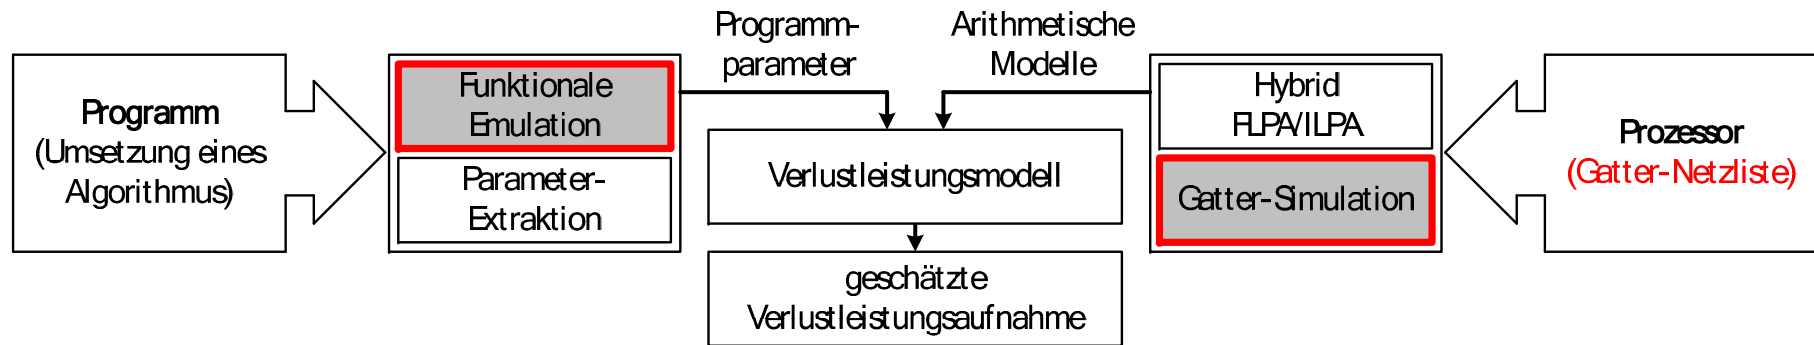 Programm
(Umsetzung eines
Algorithmus)
Funktionale
Emulation
Parameter-
Extraktion
Programm-
parameter
Arithmetische
Modelle
Verlustleistungsmodell
geschätzte
Verlustleistungsaufnahme
Hybrid
FLPA/ILPA
Gatter-Simulation
Prozessor
(Gatter-Netzliste)